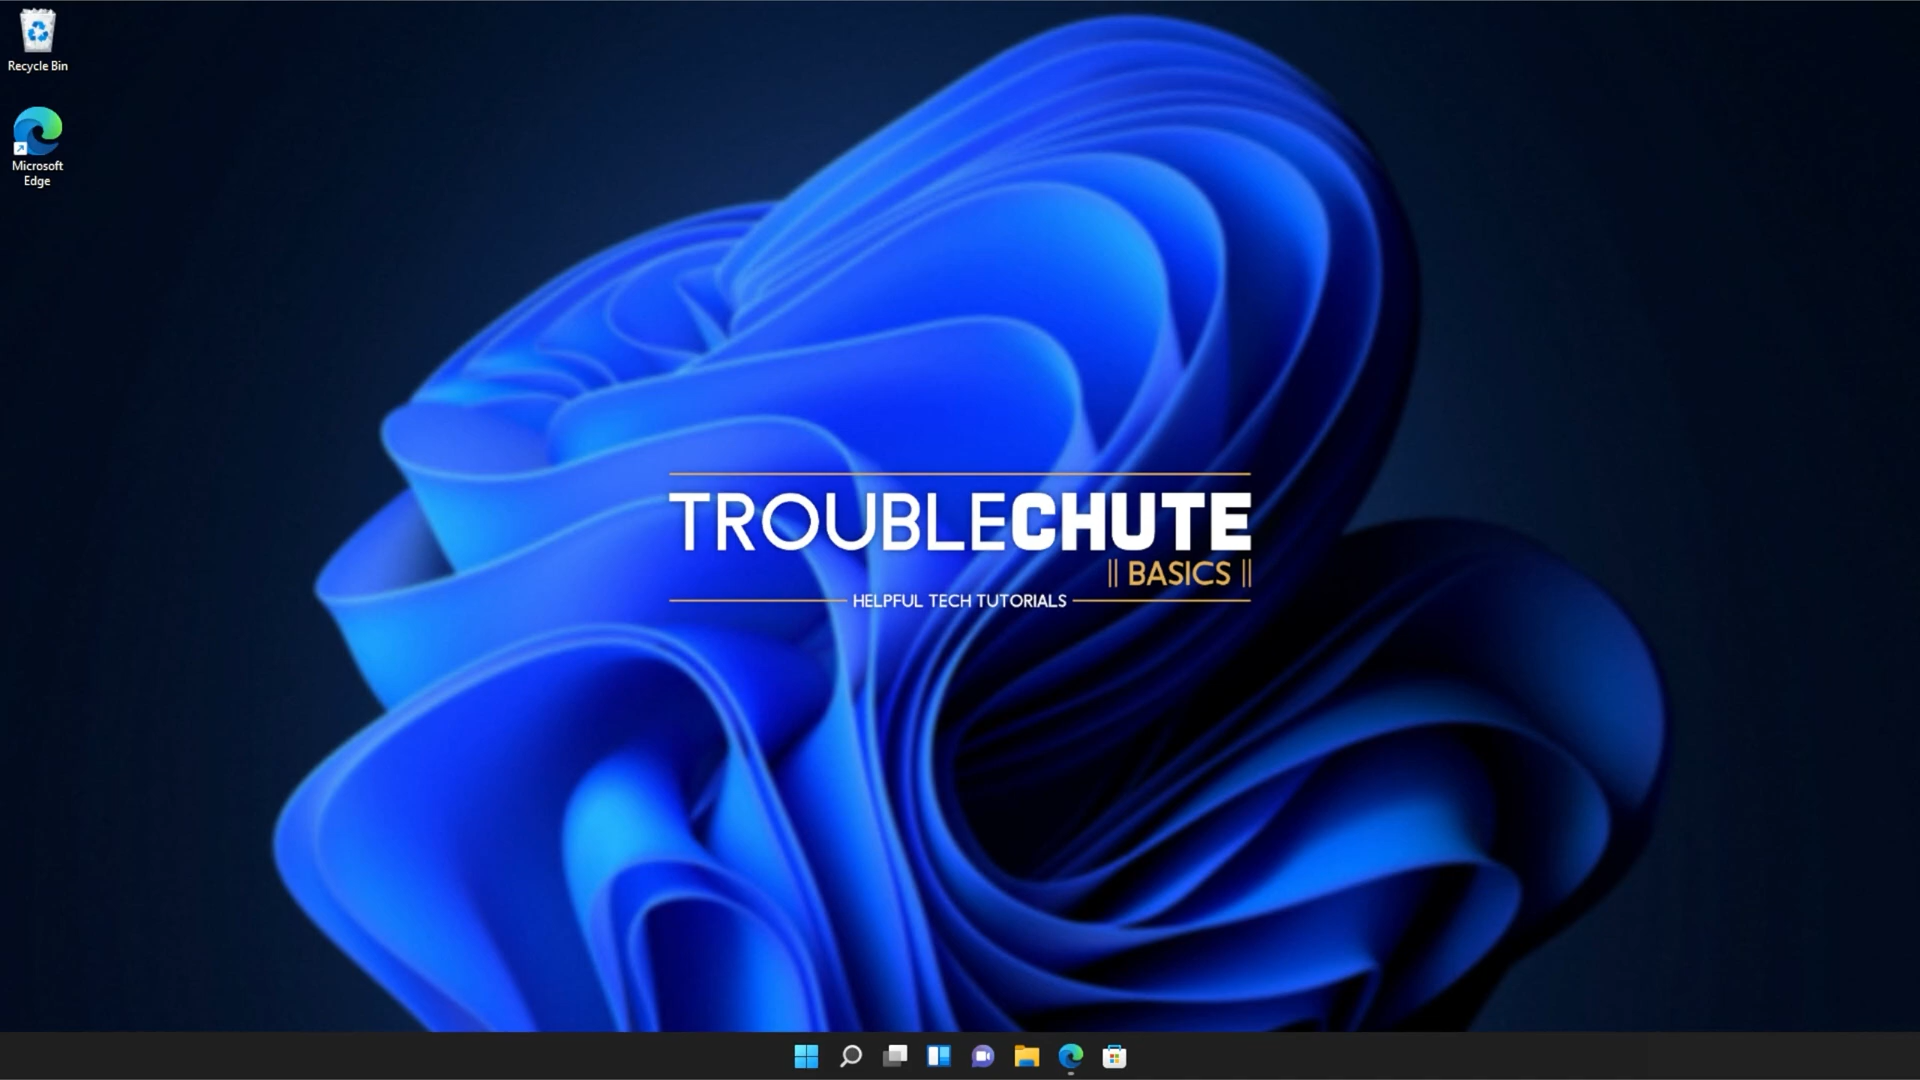 Recycle Bin
Microsoft
Edge
TROUBLECHUTE
|| BASICS ||
HELPFUL TECH TUTORIALS